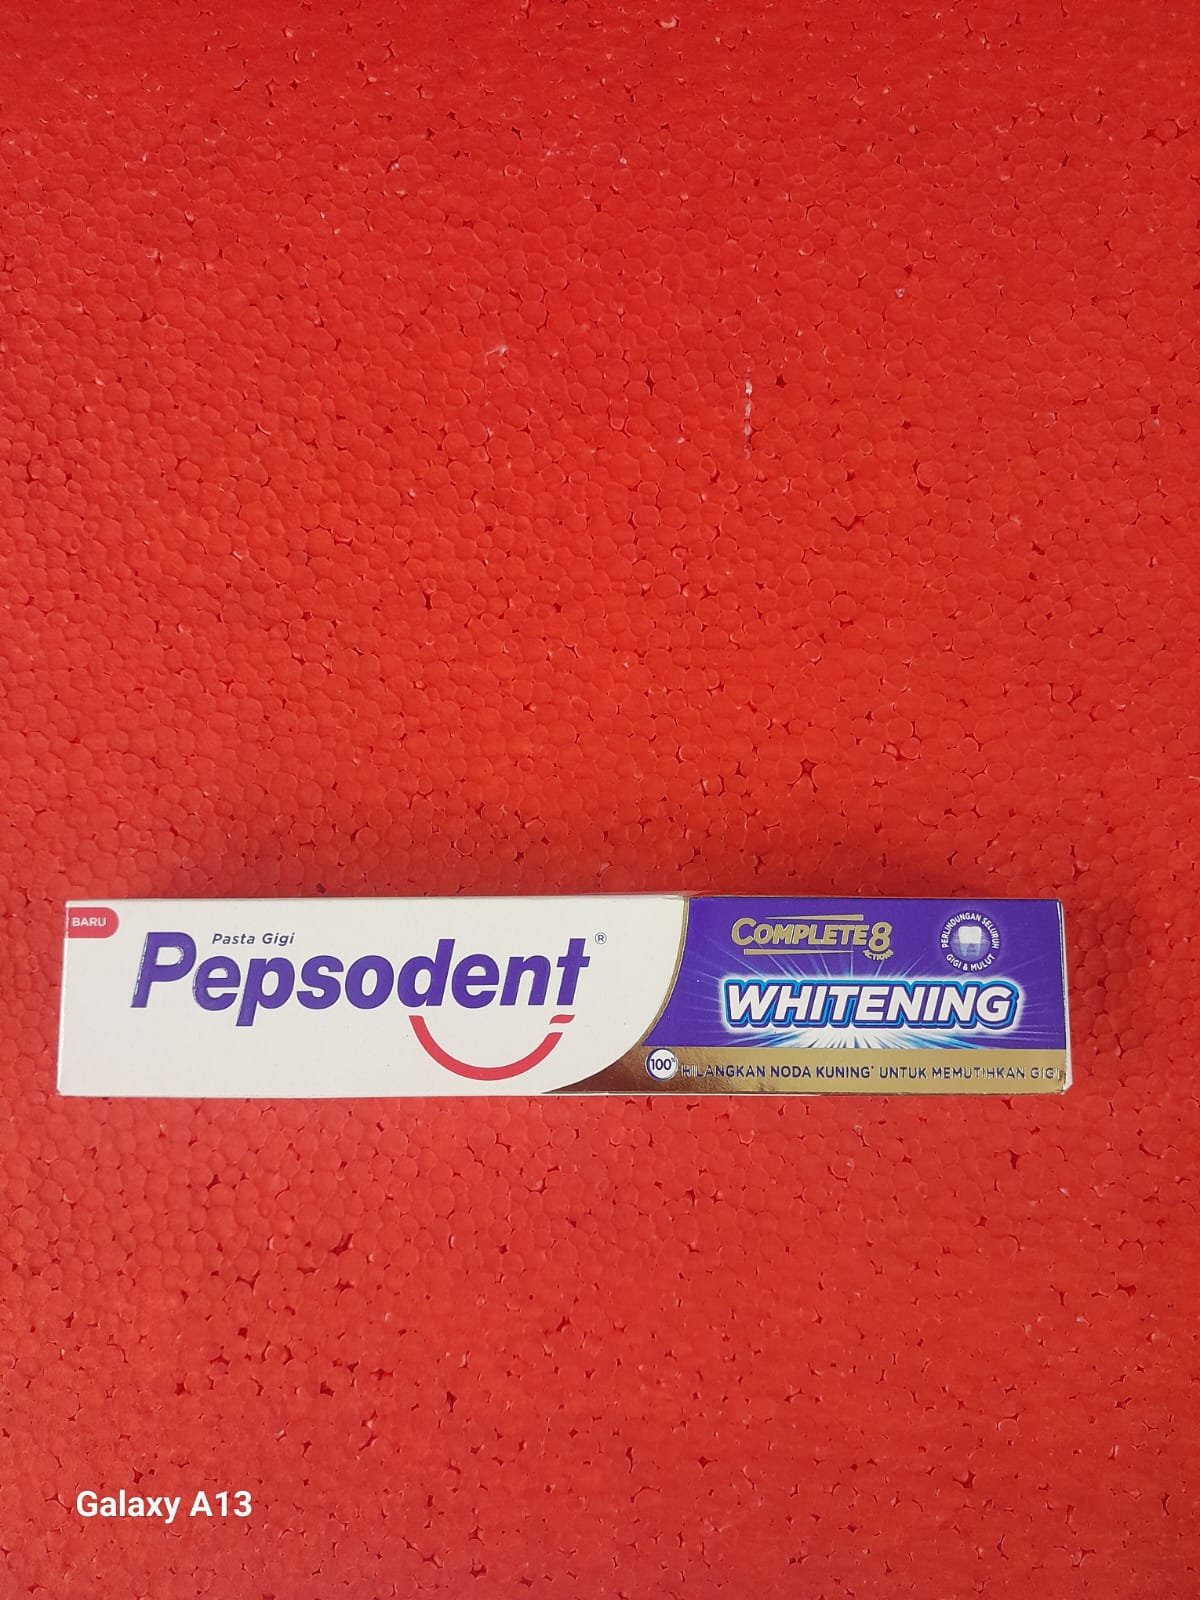 BARU
Pasta Gigi
Pepsodent®
COMPLETE 8
ACTIONS
PERLINDUNGAN SELURUH
GIGI & MULUT
WHITENING
100% HILANGKAN NODA KUNING* UNTUK MEMUTIHKAN GIGI
Galaxy A13